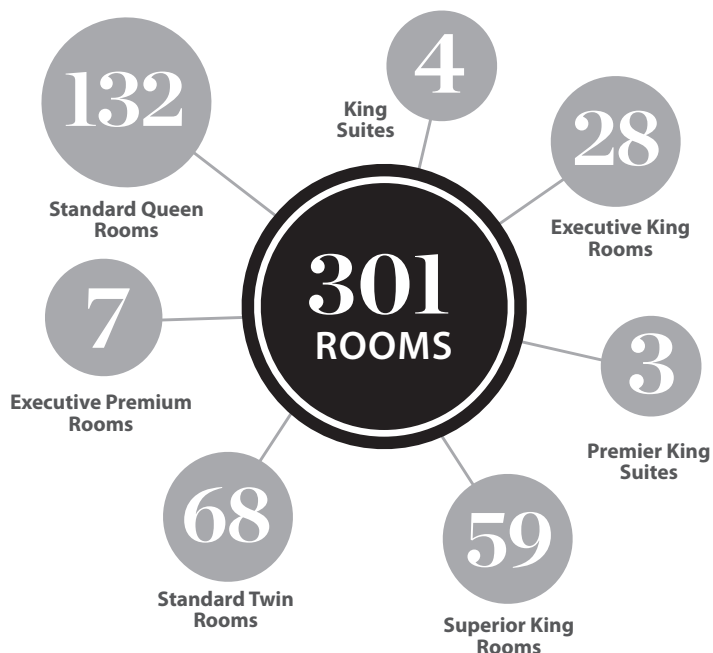 132
Standard Queen
Rooms
4
King
Suites
28
Executive King
Rooms
301
ROOMS
7
Executive Premium
Rooms
3
Premier King
Suites
68
Standard Twin
Rooms
59
Superior King
Rooms